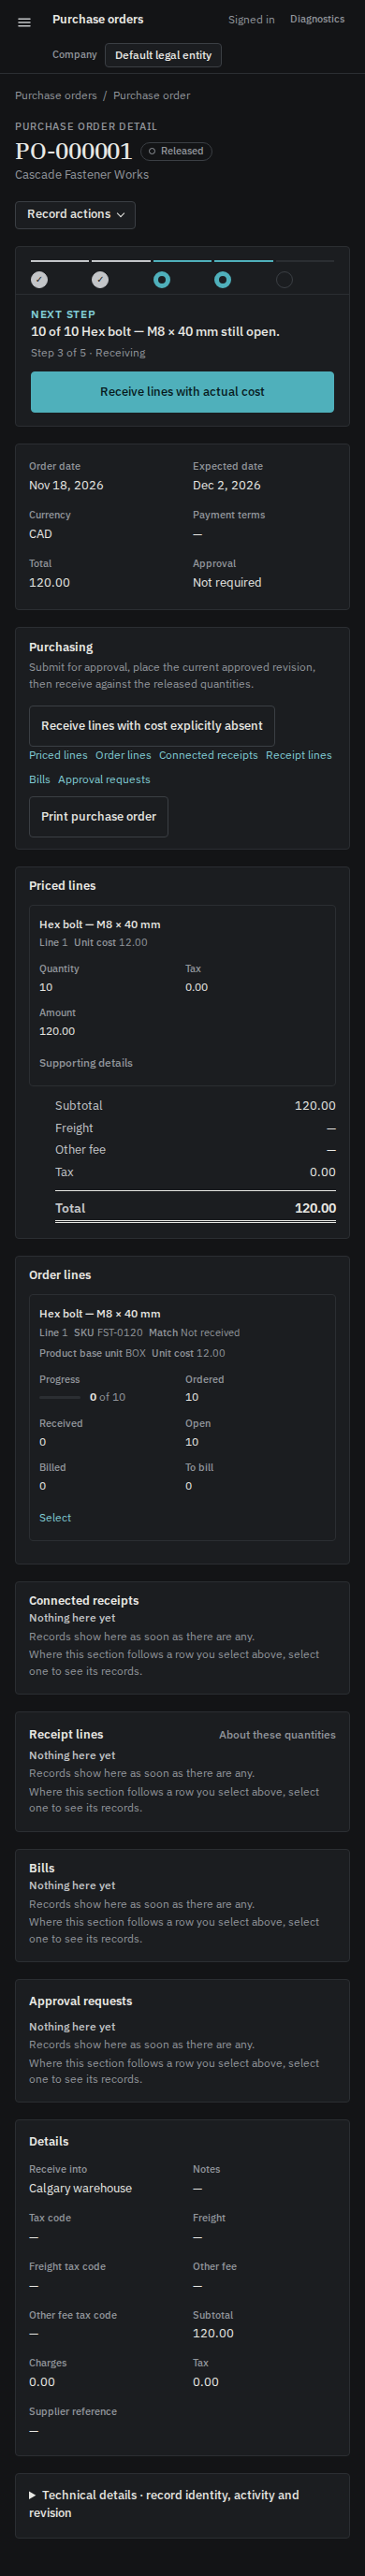 Purchase orders
Signed in
Diagnostics
Company
Default legal entity
Purchase orders / Purchase order
PURCHASE ORDER DETAIL
PO-000001
Released
Cascade Fastener Works
Record actions
NEXT STEP
10 of 10 Hex bolt — M8 × 40 mm still open.
Step 3 of 5 · Receiving
Receive lines with actual cost
Order date
Expected date
Nov 18, 2026
Dec 2, 2026
Currency
Payment terms
CAD
—
Total
Approval
120.00
Not required
Purchasing
Submit for approval, place the current approved revision,
then receive against the released quantities.
Receive lines with cost explicitly absent
Priced lines Order lines Connected receipts Receipt lines
Bills Approval requests
Print purchase order
Priced lines
Hex bolt — M8 × 40 mm
Line 1 Unit cost 12.00
Quantity
Tax
10
0.00
Amount
120.00
Supporting details
Subtotal 120.00
Freight —
Other fee —
Tax 0.00
Total 120.00
Order lines
Hex bolt — M8 × 40 mm
Line 1 SKU FST-0120 Match Not received
Product base unit BOX Unit cost 12.00
Progress
Ordered
0 of 10
10
Received
Open
0
10
Billed
To bill
0
0
Select
Connected receipts
Nothing here yet
Records show here as soon as there are any.
Where this section follows a row you select above, select
one to see its records.
Receipt lines
About these quantities
Nothing here yet
Records show here as soon as there are any.
Where this section follows a row you select above, select
one to see its records.
Bills
Nothing here yet
Records show here as soon as there are any.
Where this section follows a row you select above, select
one to see its records.
Approval requests
Nothing here yet
Records show here as soon as there are any.
Where this section follows a row you select above, select
one to see its records.
Details
Receive into
Notes
Calgary warehouse
—
Tax code
Freight
—
—
Freight tax code
Other fee
—
—
Other fee tax code
Subtotal
—
120.00
Charges
Tax
0.00
0.00
Supplier reference
—
Technical details · record identity, activity and
revision